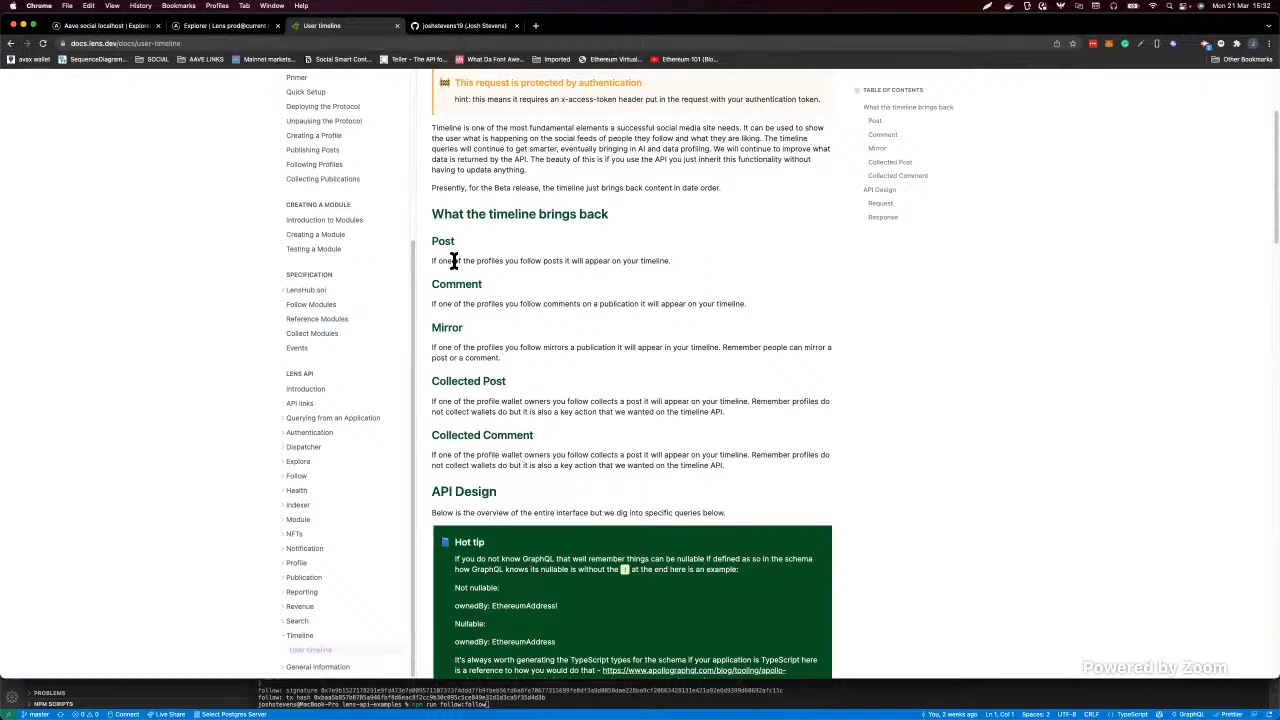 Chrome File Edit View History Bookmarks Profiles Tab Window Help
Mon 21 Mar 15:32
Aave social localhost | Explore
Explorer | Lens prod@current
User timeline
joshstevens19 (Josh Stevens)
docs.lens.dev/docs/user-timeline
avax wallet
SequenceDiagram...
SOCIAL
AAVE LINKS
Mainnet markets...
Social Smart Cont...
Teller - The API fo...
What Da Font Awe...
Imported
Ethereum Virtual...
Ethereum 101 (Blo...
Other Bookmarks
Primer
Quick Setup
Deploying the Protocol
Unpausing the Protocol
Creating a Profile
Publishing Posts
Following Profiles
Collecting Publications
CREATING A MODULE
Introduction to Modules
Creating a Module
Testing a Module
SPECIFICATION
LensHub.sol
Follow Modules
Reference Modules
Collect Modules
Events
LENS API
Introduction
API links
Querying from an Application
Authentication
Dispatcher
Explore
Follow
Health
Indexer
Module
NFTs
Notification
Profile
Publication
Reporting
Revenue
Search
Timeline
User timeline
General information
This request is protected by authentication
hint: this means it requires an x-access-token header put in the request with your authentication token.
Timeline is one of the most fundamental elements a successful social media site needs. It can be used to show
the user what is happening on the social feeds of people they follow and what they are liking. The timeline
queries will continue to get smarter, eventually bringing in AI and data profiling. We will continue to improve what
data is returned by the API. The beauty of this is if you use the API you just inherit this functionality without
having to update anything.
Presently, for the Beta release, the timeline just brings back content in date order.
What the timeline brings back
Post
If one of the profiles you follow posts it will appear on your timeline.
Comment
If one of the profiles you follow comments on a publication it will appear on your timeline.
Mirror
If one of the profiles you follow mirrors a publication it will appear in your timeline. Remember people can mirror a
post or a comment.
Collected Post
If one of the profile wallet owners you follow collects a post it will appear on your timeline. Remember profiles do
not collect wallets do but it is also a key action that we wanted on the timeline API.
Collected Comment
If one of the profile wallet owners you follow collects a post it will appear on your timeline. Remember profiles do
not collect wallets do but it is also a key action that we wanted on the timeline API.
API Design
Below is the overview of the entire interface but we dig into specific queries below.
Hot tip
If you do not know GraphQL that well remember things can be nullable if defined as so in the schema
how GraphQL knows its nullable is without the ! at the end here is an example:
Not nullable:
ownedBy: EthereumAddress!
Nullable:
ownedBy: EthereumAddress
It's always worth generating the TypeScript types for the schema if your application is TypeScript here
is a reference to how you would do that - https://www.apollographql.com/blog/tooling/apollo-
TABLE OF CONTENTS
What the timeline brings back
Post
Comment
Mirror
Collected Post
Collected Comment
API Design
Request
Response
Powered by Zoom
PROBLEMS
NPM SCRIPTS
joshstevens@MacBook-Pro lens-api-examples % npm run follow:follow
master
0 0
Connect
Live Share
Select Postgres Server
You, 2 weeks ago
Ln 1, Col 1
Spaces: 2
UTF-8
CRLF
TypeScript
GraphQL
Prettier